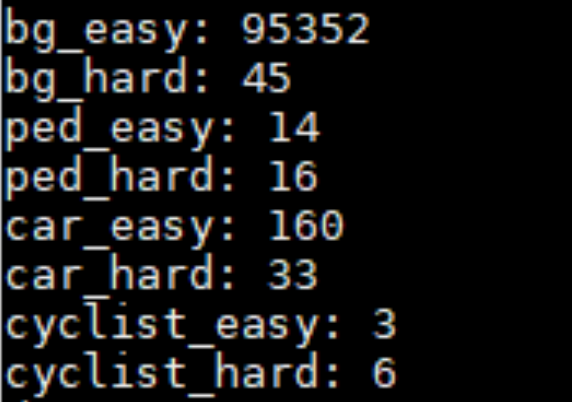 bg_easy: 95352
bg_hard: 45
ped_easy: 14
ped_hard: 16
car_easy: 160
car_hard: 33
cyclist_easy: 3
cyclist_hard: 6